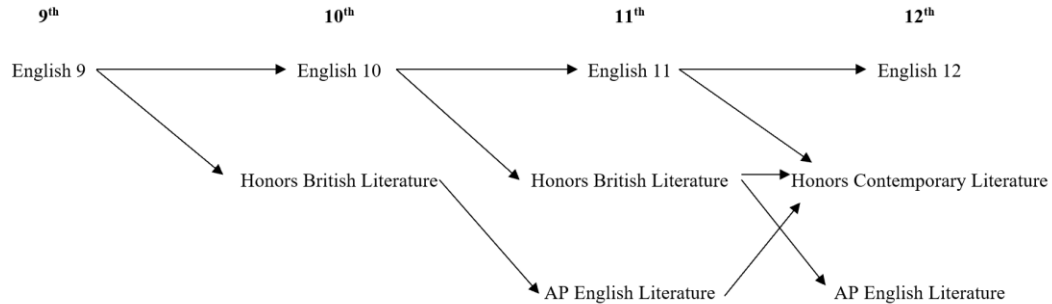 9th 10th 11th 12th
English 9 English 10 English 11 English 12
Honors British Literature Honors British Literature Honors Contemporary Literature
AP English Literature AP English Literature